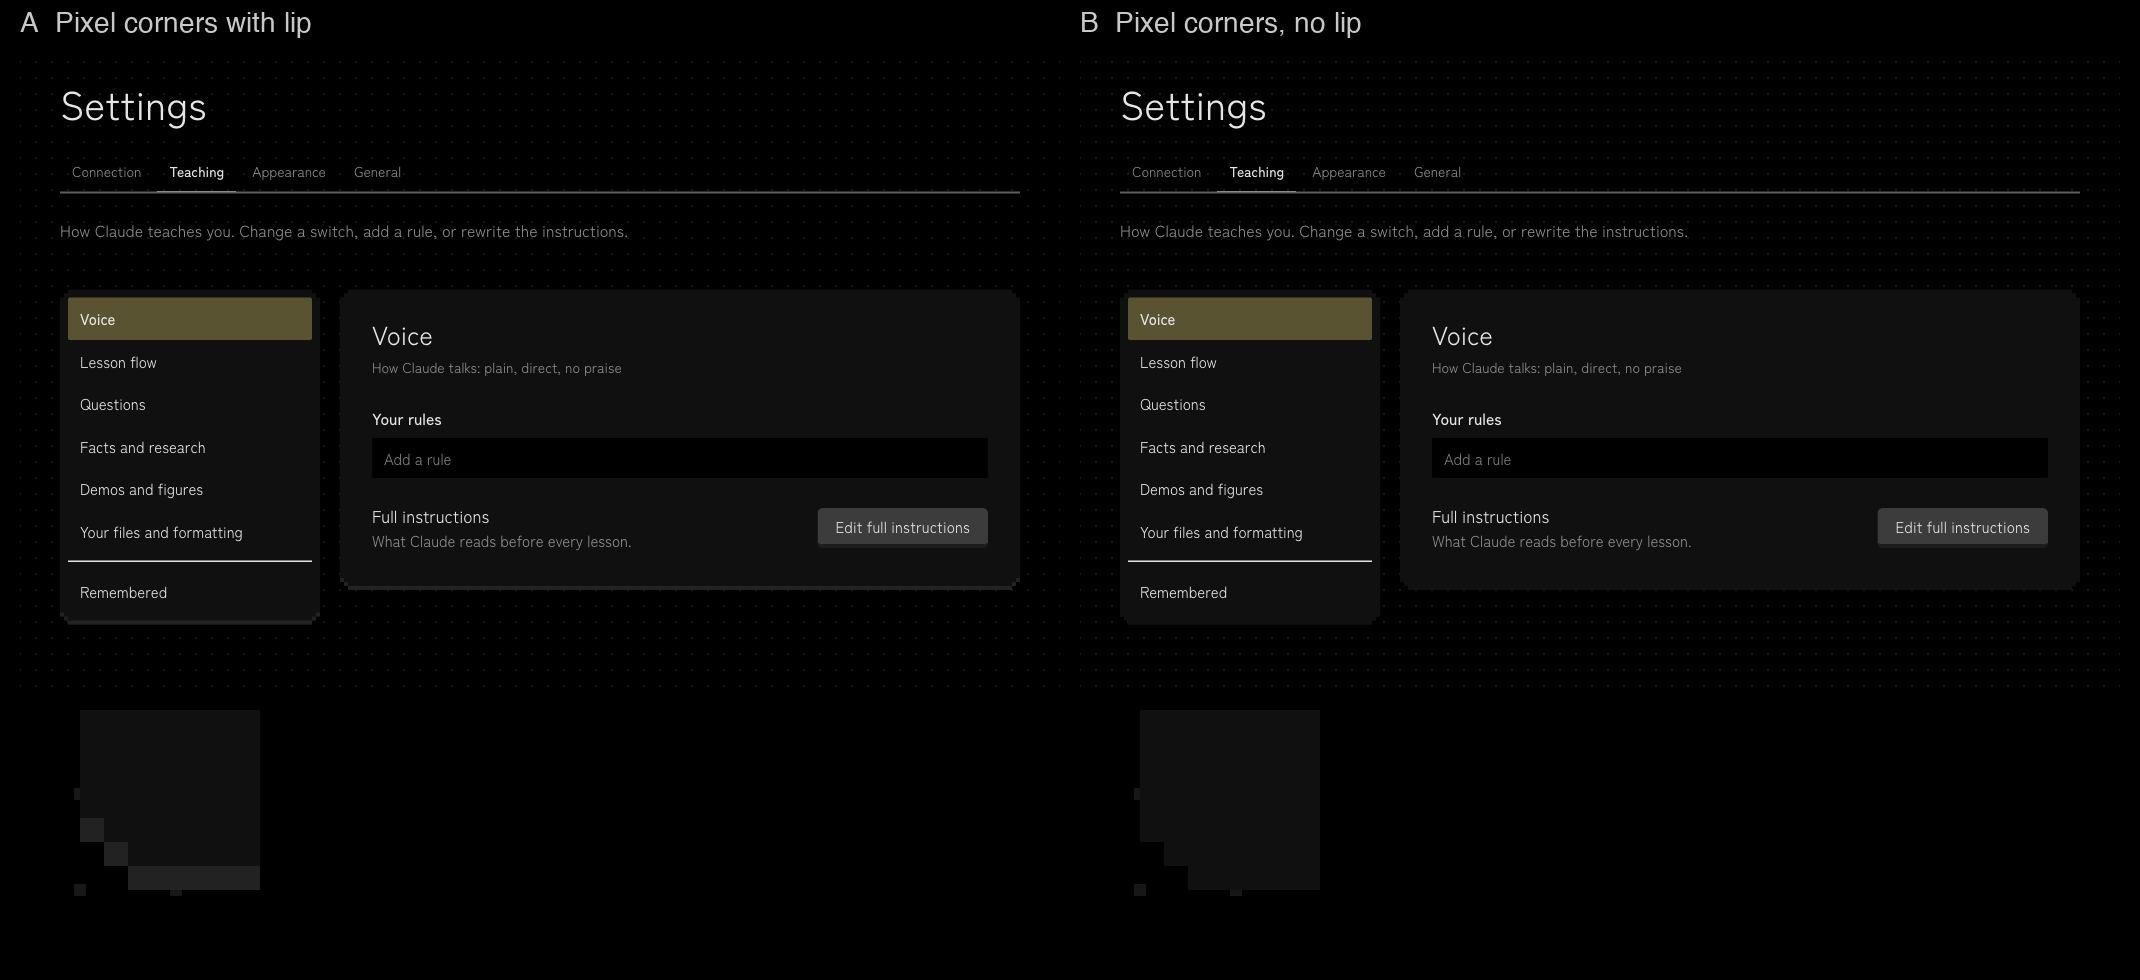 A Pixel corners with lip
Settings
Connection Teaching Appearance General
How Claude teaches you. Change a switch, add a rule, or rewrite the instructions.
Voice
Lesson flow
Questions
Facts and research
Demos and figures
Your files and formatting
Remembered
Voice
How Claude talks: plain, direct, no praise
Your rules
Add a rule
Full instructions
What Claude reads before every lesson.
Edit full instructions
B Pixel corners, no lip
Settings
Connection Teaching Appearance General
How Claude teaches you. Change a switch, add a rule, or rewrite the instructions.
Voice
Lesson flow
Questions
Facts and research
Demos and figures
Your files and formatting
Remembered
Voice
How Claude talks: plain, direct, no praise
Your rules
Add a rule
Full instructions
What Claude reads before every lesson.
Edit full instructions